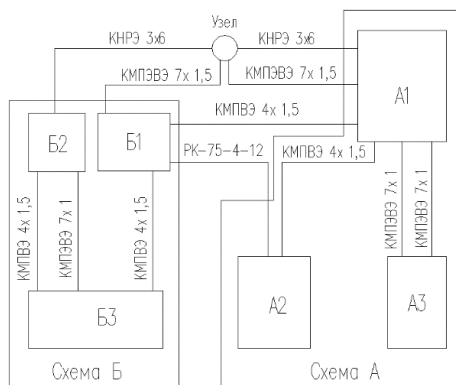 Узел
КНРЭ 3х6
КНРЭ 3х6
КМПЭВЭ 7х 1,5
КМПЭВЭ 7х 1,5
А1
КМПВЭ 4х 1,5
Б2
Б1
РК-75-4-12
КМПВЭ 4х 1,5
КМПВЭ 4х 1,5
КМПЭВЭ 7х 1
КМПВЭ 4х 1,5
КМПЭВЭ 7х 1
КМПЭВЭ 7х 1
Б3
А2
А3
Схема Б
Схема А